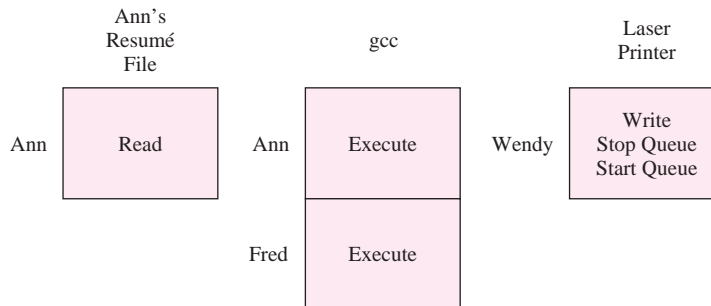 Ann’s
Resumé
File
gcc
Laser
Printer
Ann
Read
Ann
Execute
Wendy
Write
Stop Queue
Start Queue
Fred
Execute